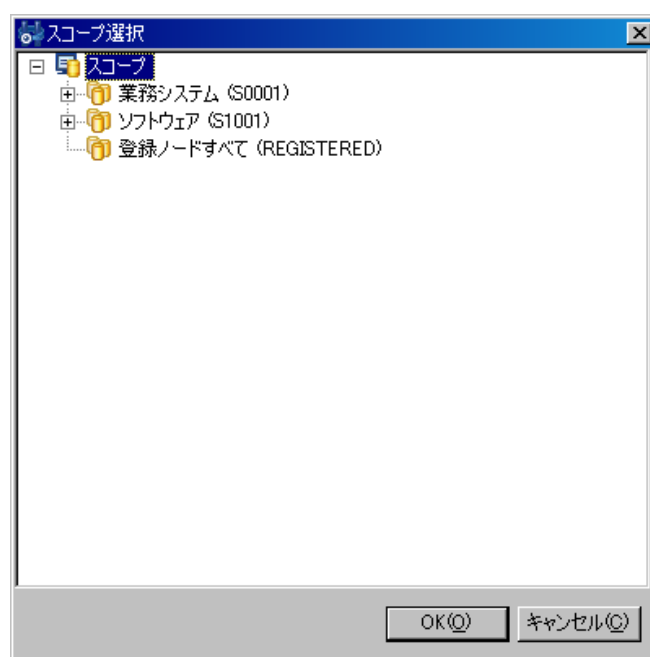 スコープ選択
スコープ
業務システム (S0001)
ソフトウェア (S1001)
登録ノードすべて (REGISTERED)
OK(O) キャンセル(C)